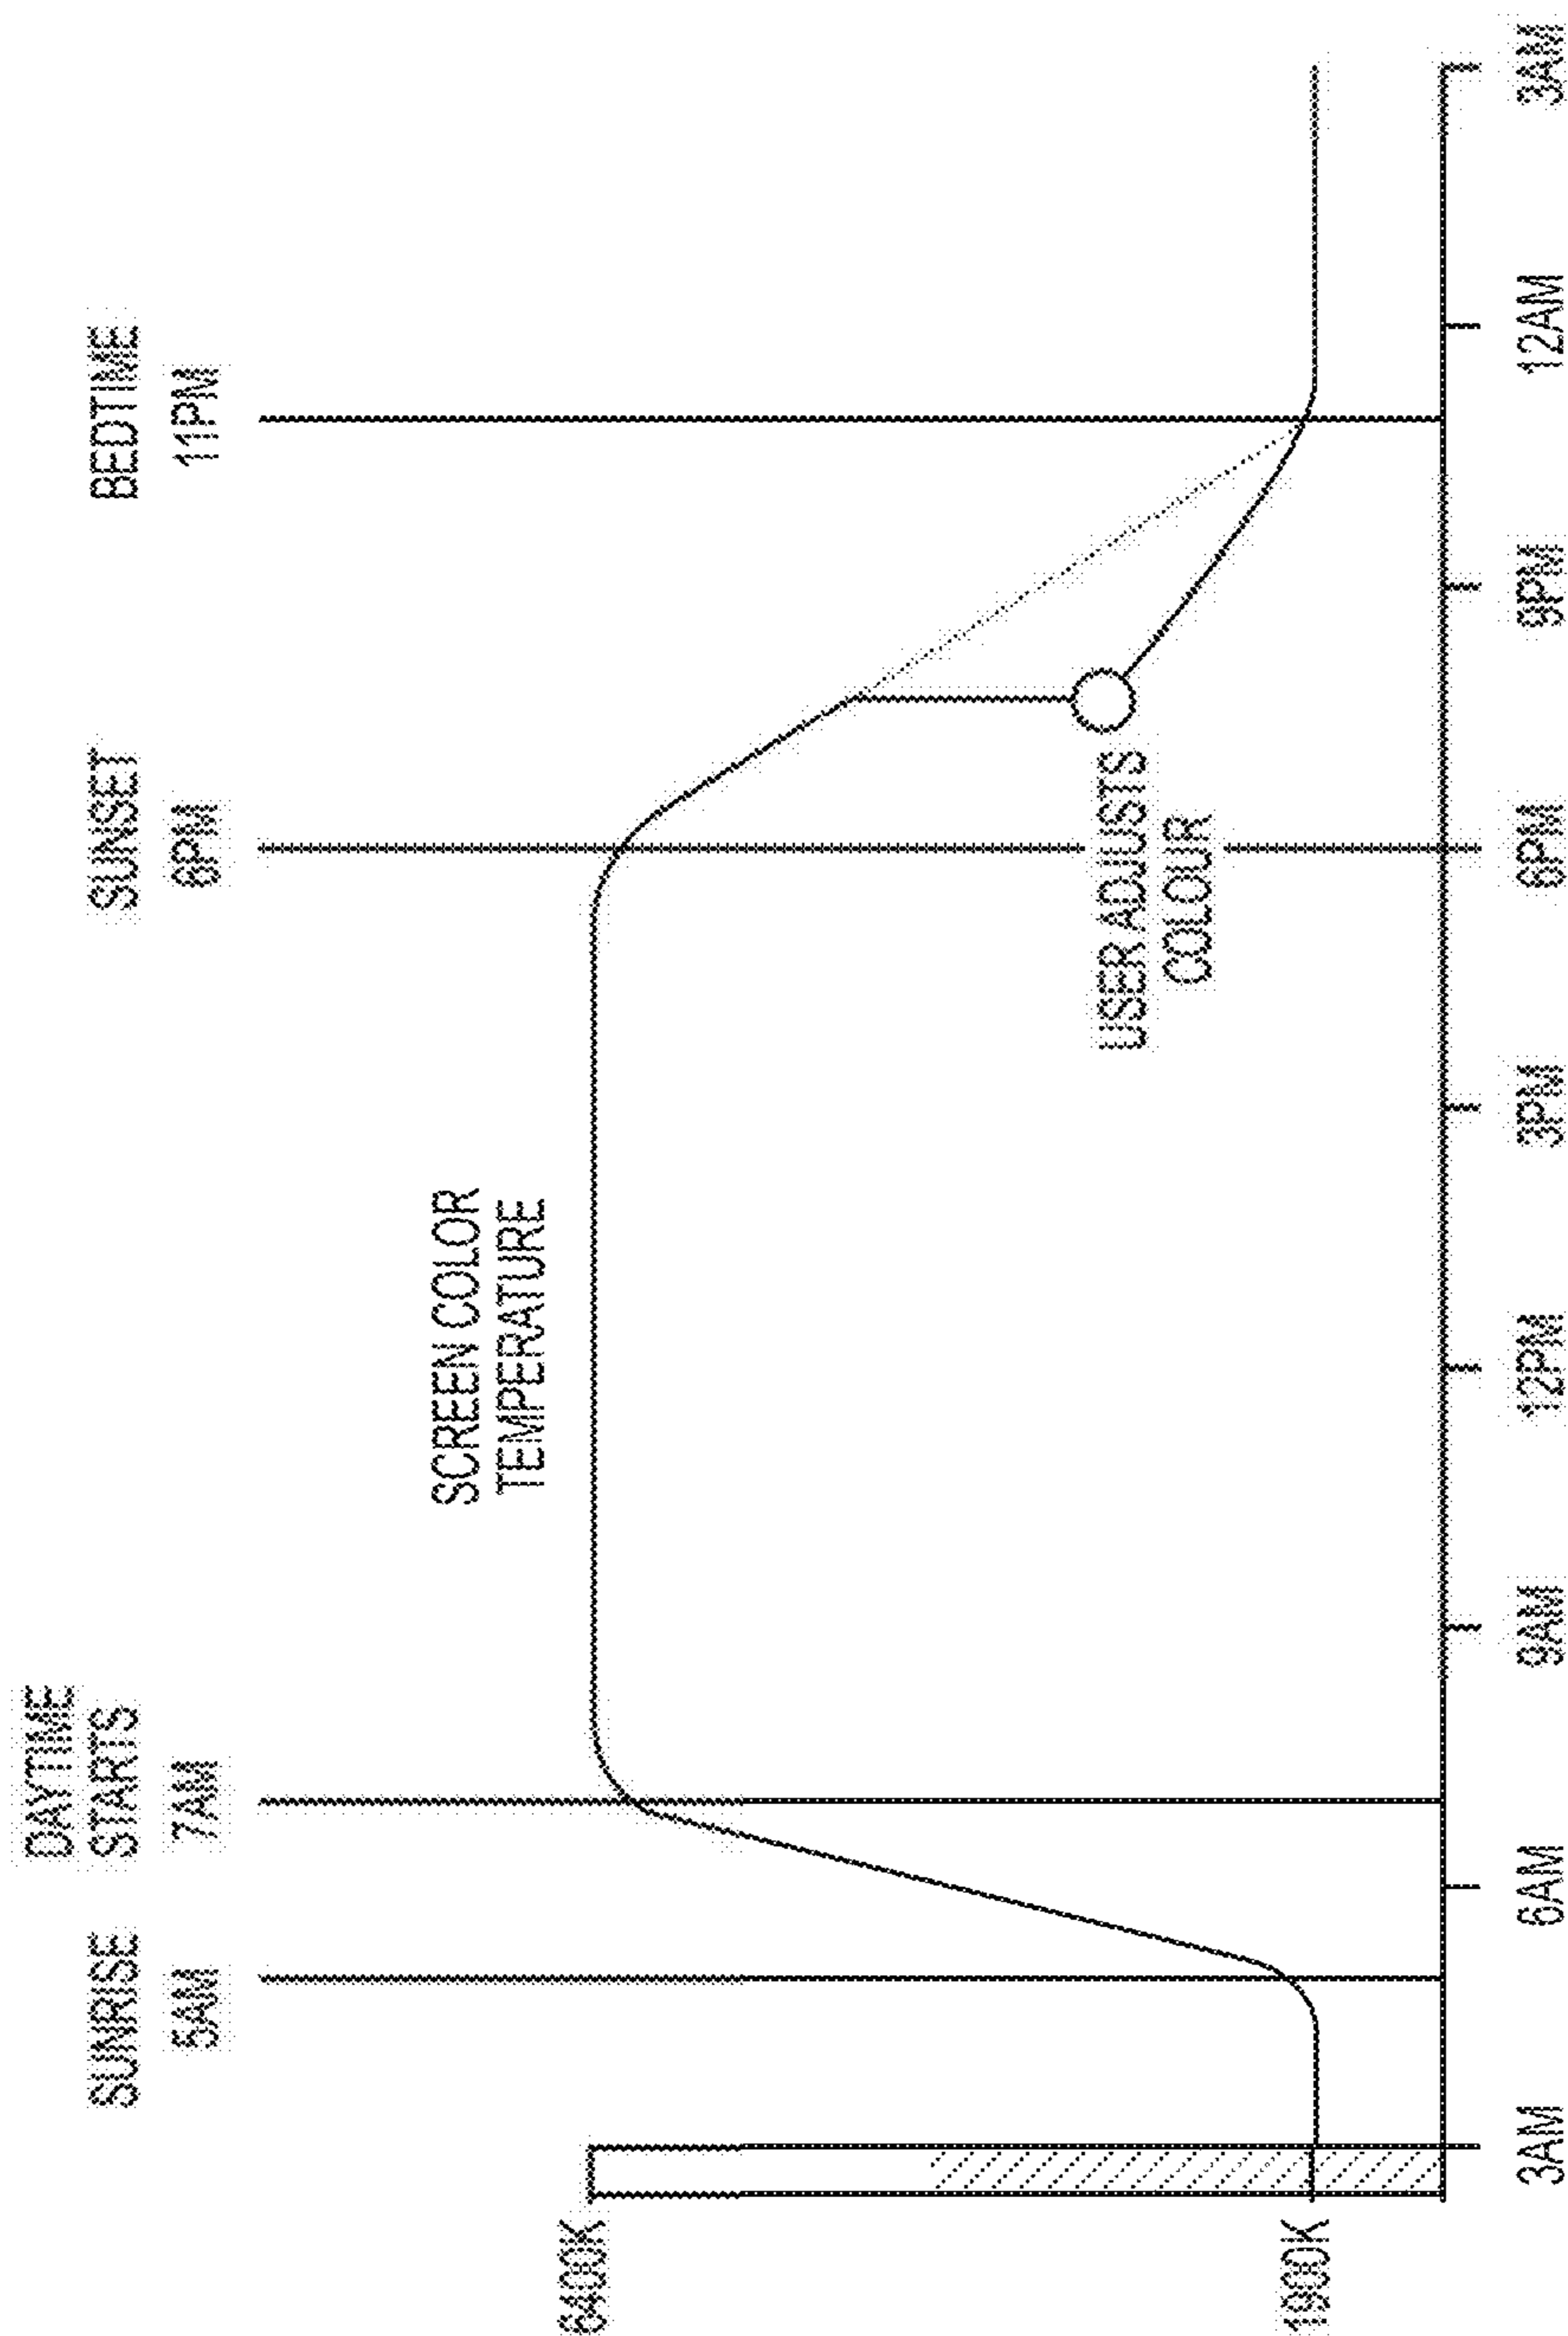 SUNRISE
5AM
DAYTIME
STARTS
7AM
SUNSET
6PM
BEDTIME
11PM
SCREEN COLOR
TEMPERATURE
6400K
USER ADJUSTS
COLOUR
1900K
3AM
6AM
9AM
12PM
3PM
6PM
9PM
12AM
3AM